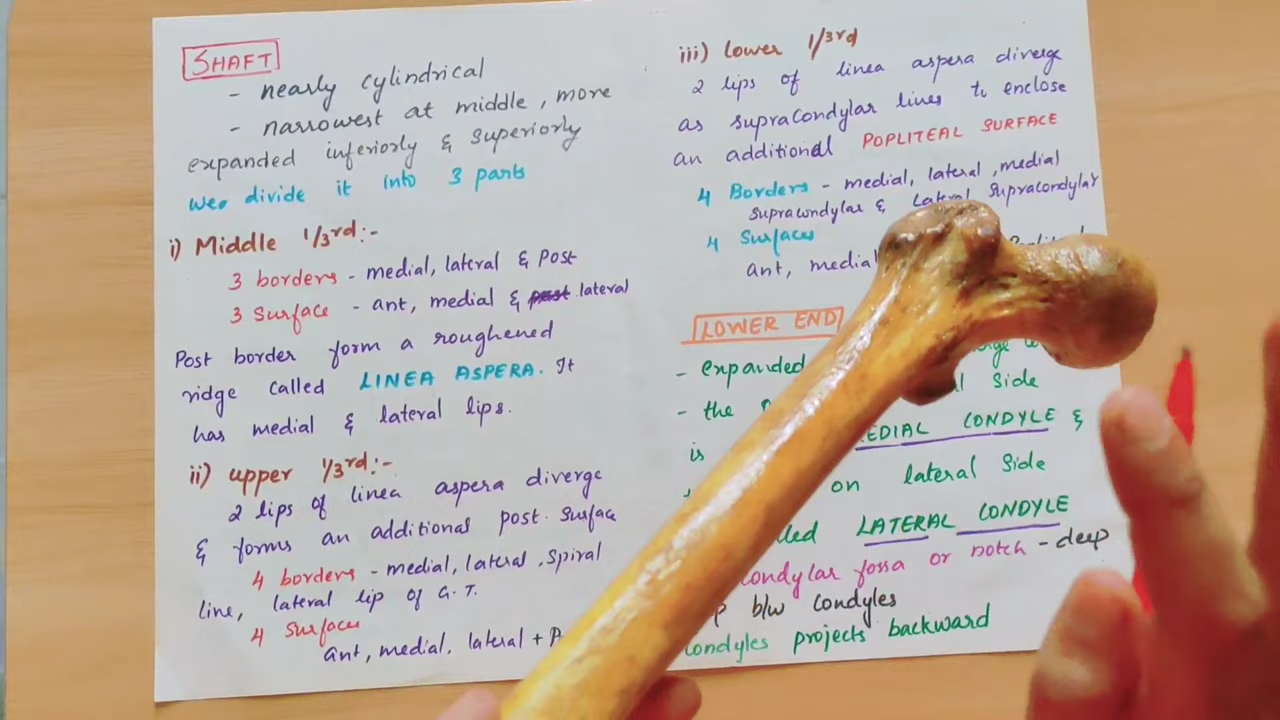 SHAFT
- nearly cylindrical
- narrowest at middle, more
expanded inferiorly & superiorly
We divide it into 3 parts
i) Middle 1/3rd:-
3 borders - medial, lateral & Post
3 surface - ant, medial & lateral
Post border form a roughened
ridge called LINEA ASPERA. It
has medial & lateral lips.
ii) upper 1/3rd:-
2 lips of linea aspera diverge
& forms an additional post. surface
4 borders - medial, lateral, spiral
line, lateral lip of G.T.
4 surfaces
ant, medial, lateral +
iii) Lower 1/3rd
2 lips of linea aspera diverge
as supracondylar lines to enclose
an additional POPLITEAL SURFACE
4 Borders - medial, lateral, medial
supracondylar & Lateral supracondylar
4 Surfaces
ant, medial
LOWER END
- expanded
- the
side
is MEDIAL CONDYLE &
on lateral side
LATERAL CONDYLE
condylar fossa or notch - deep
b/w condyles
condyles projects backward